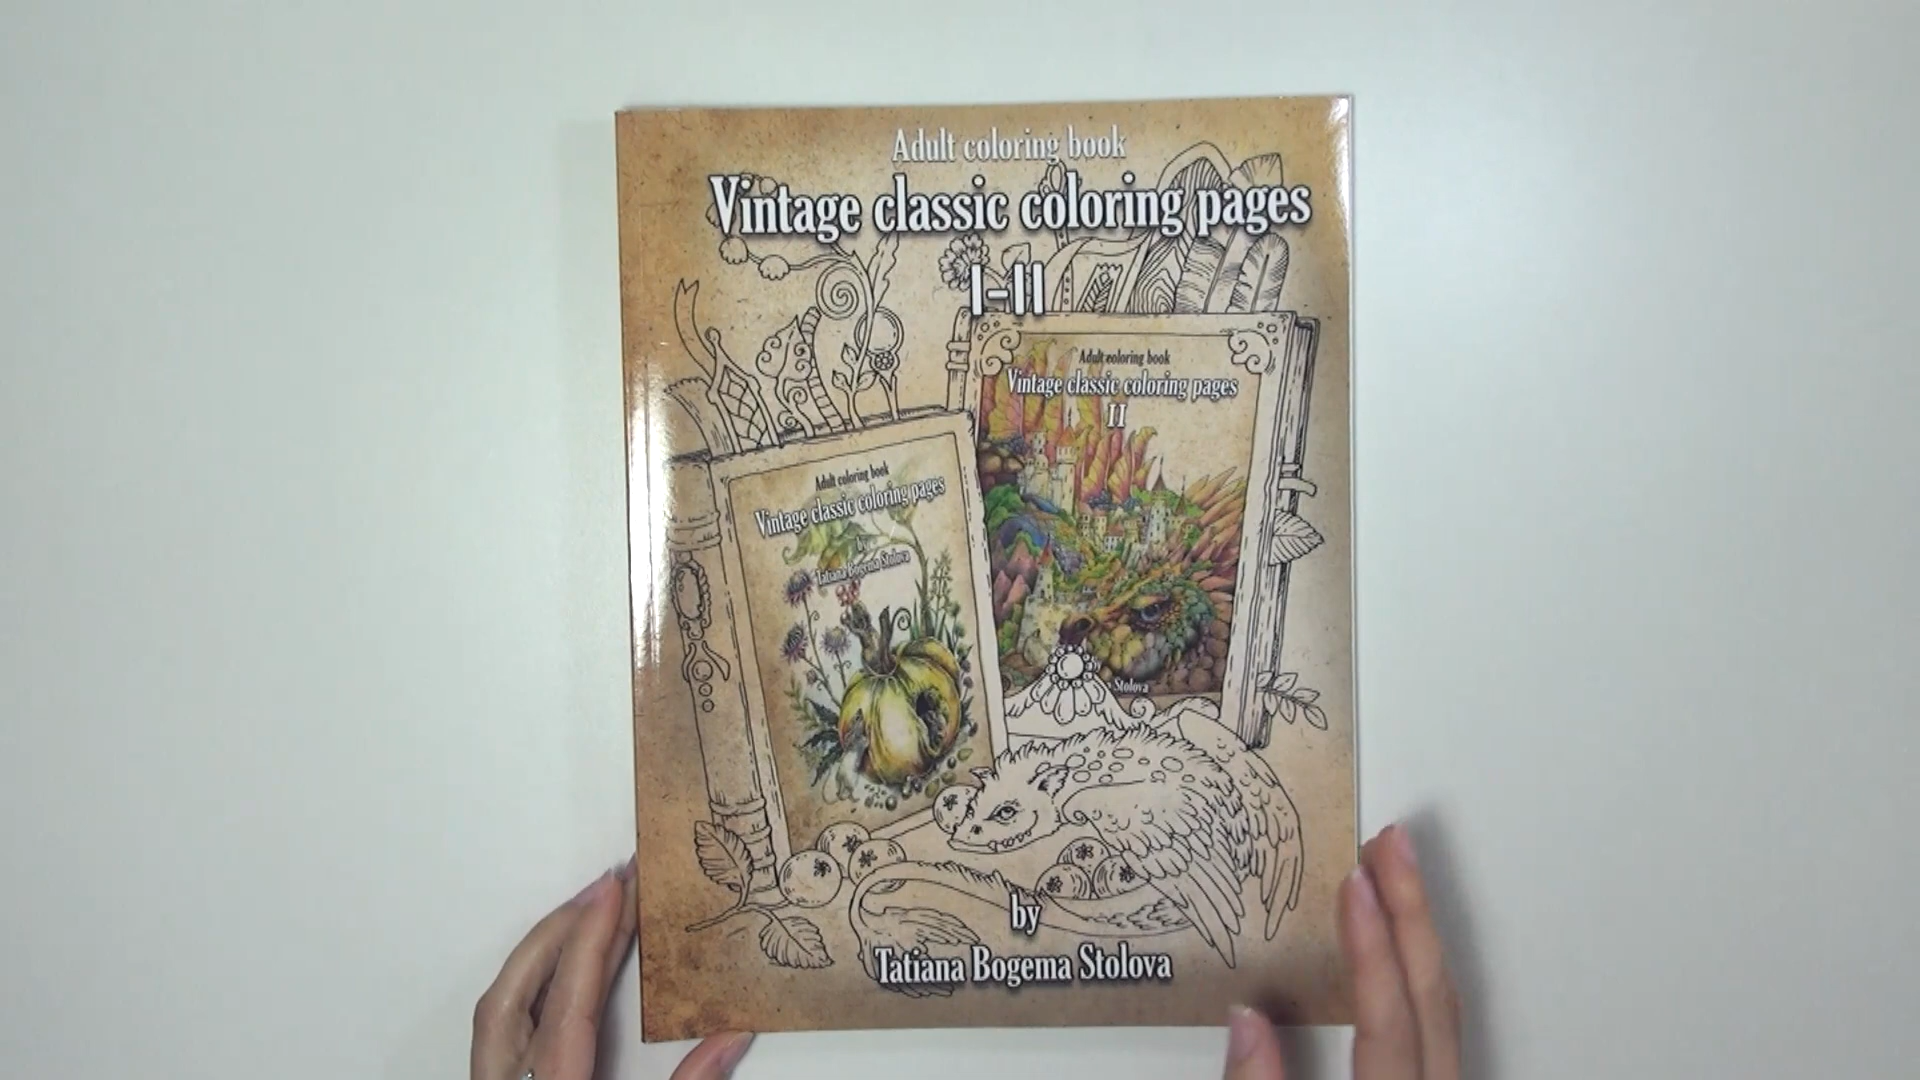 Adult coloring book
Vintage classic coloring pages
I-II
Adult coloring book
Vintage classic coloring pages
II
Stolova
Adult coloring book
Vintage classic coloring pages
by
Tatiana Bogema Stolova
by
Tatiana Bogema Stolova